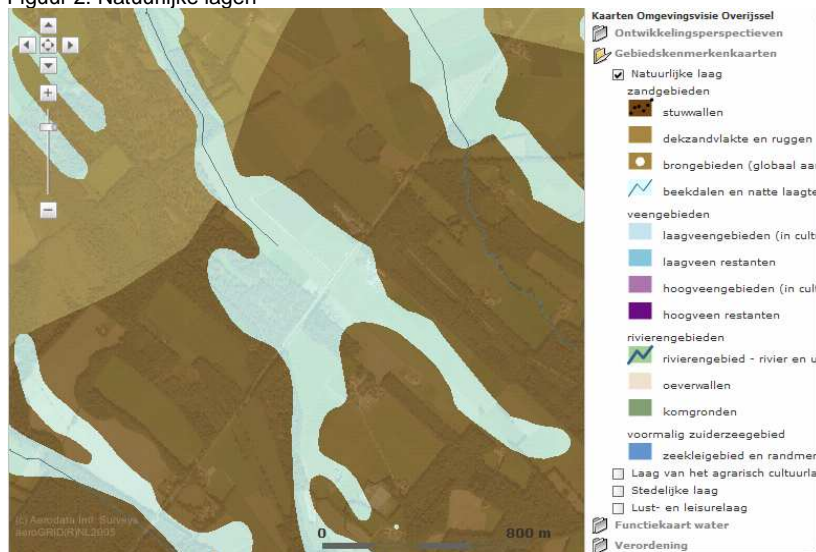 Figuur 2: Natuurlijke lagen
Kaarten Omgevingsvisie Overijssel
Ontwikkelingsperspectieven
Gebiedskenmerkenkaarten
Natuurlijke laag
zandgebieden
stuwwallen
dekzandvlakte en ruggen
brongebieden (globaal aan
beekdalen en natte laagte
veengebieden
laagveengebieden (in cult
laagveen restanten
hoogveengebieden (in cult
hoogveen restanten
rivierengebieden
rivierengebied - rivier en u
oeverwallen
komgronden
voormalig zuiderzeegebied
zeekleigebied en randmer
Laag van het agrarisch cultuurla
Stedelijke laag
Lust- en leisurelaag
Functiekaart water
Verordening
(c) Aerodata Int. Surveys
aeroGRID(R)NL2005
0 800 m